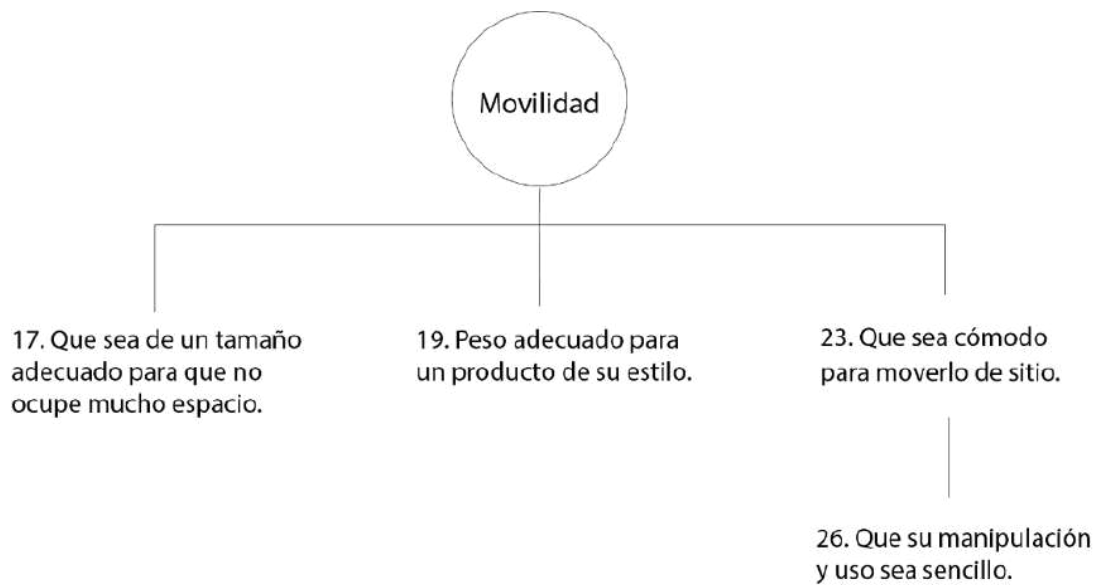 Movilidad
17. Que sea de un tamaño
adecuado para que no
ocupe mucho espacio.
19. Peso adecuado para
un producto de su estilo.
23. Que sea cómodo
para moverlo de sitio.
26. Que su manipulación
y uso sea sencillo.